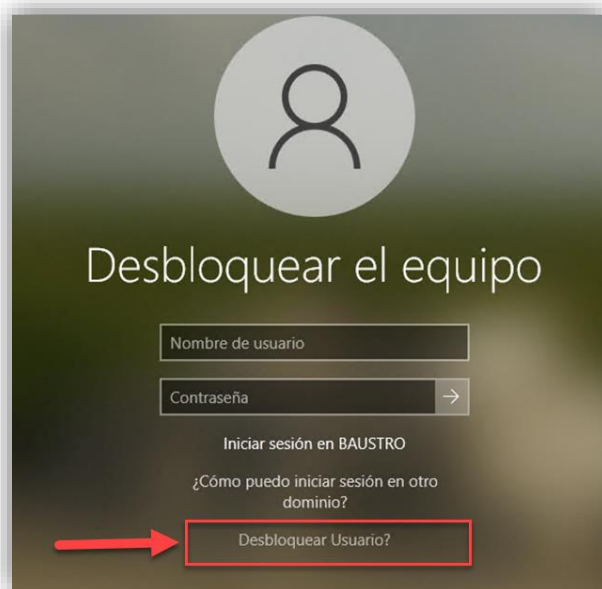 Desbloquear el equipo
Nombre de usuario
Contraseña
Iniciar sesión en BAUSTRO
¿Cómo puedo iniciar sesión en otro
dominio?
Desbloquear Usuario?